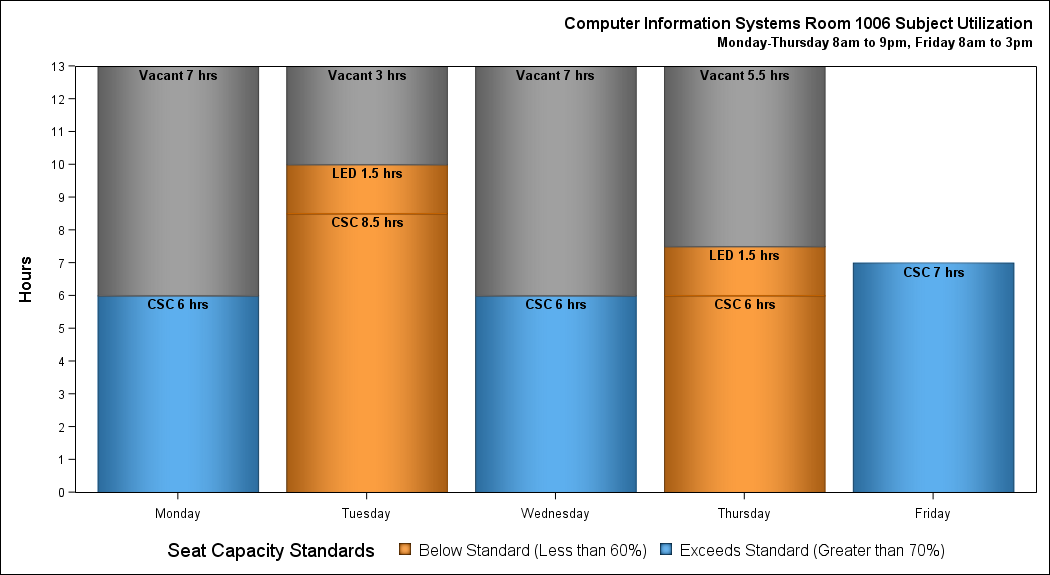 Computer Information Systems Room 1006 Subject Utilization
Monday-Thursday 8am to 9pm, Friday 8am to 3pm
Hours
13
12
11
10
9
8
7
6
5
4
3
2
1
0
Vacant 7 hrs
CSC 6 hrs
Vacant 3 hrs
LED 1.5 hrs
CSC 8.5 hrs
Vacant 7 hrs
CSC 6 hrs
Vacant 5.5 hrs
LED 1.5 hrs
CSC 6 hrs
CSC 7 hrs
Monday Tuesday Wednesday Thursday Friday
Seat Capacity Standards Below Standard (Less than 60%) Exceeds Standard (Greater than 70%)